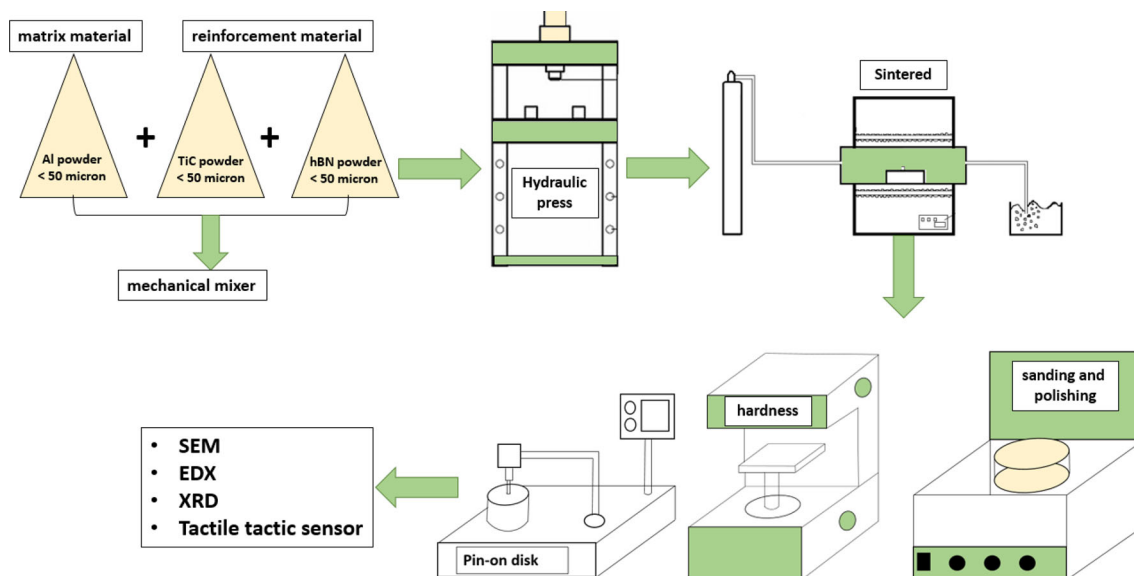 matrix material
reinforcement material
Al powder
< 50 micron
+
TiC powder
< 50 micron
+
hBN powder
< 50 micron
mechanical mixer
Hydraulic
press
Sintered
sanding and
polishing
hardness
Pin-on disk
• SEM
• EDX
• XRD
• Tactile tactic sensor